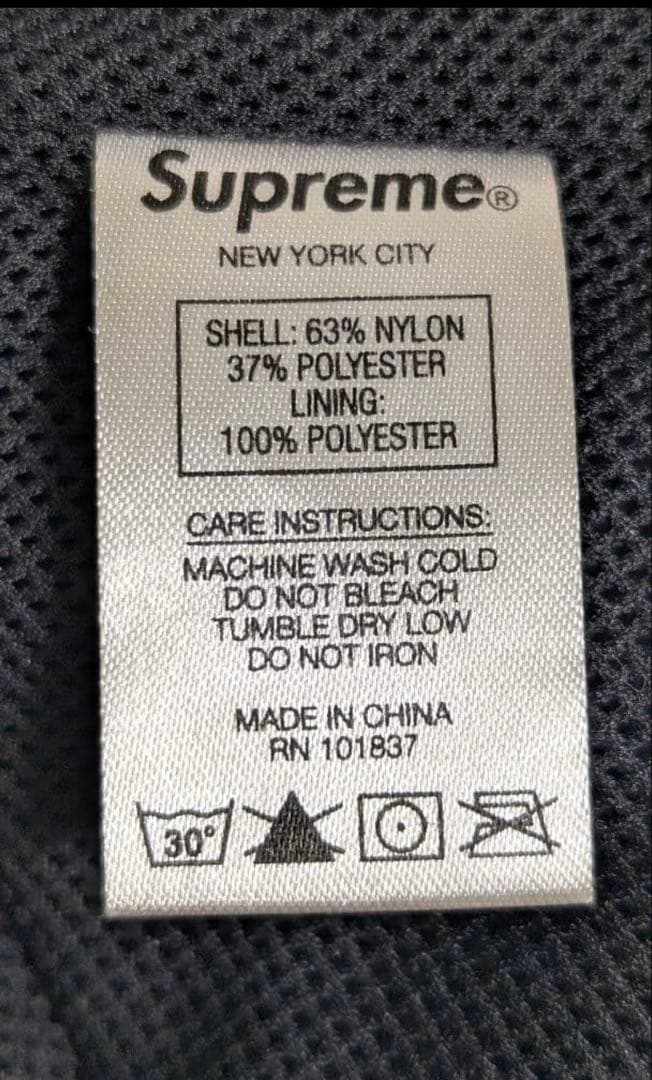 Supreme®
NEW YORK CITY
SHELL: 63% NYLON
37% POLYESTER
LINING:
100% POLYESTER
CARE INSTRUCTIONS:
MACHINE WASH COLD
DO NOT BLEACH
TUMBLE DRY LOW
DO NOT IRON
MADE IN CHINA
RN 101837
30°